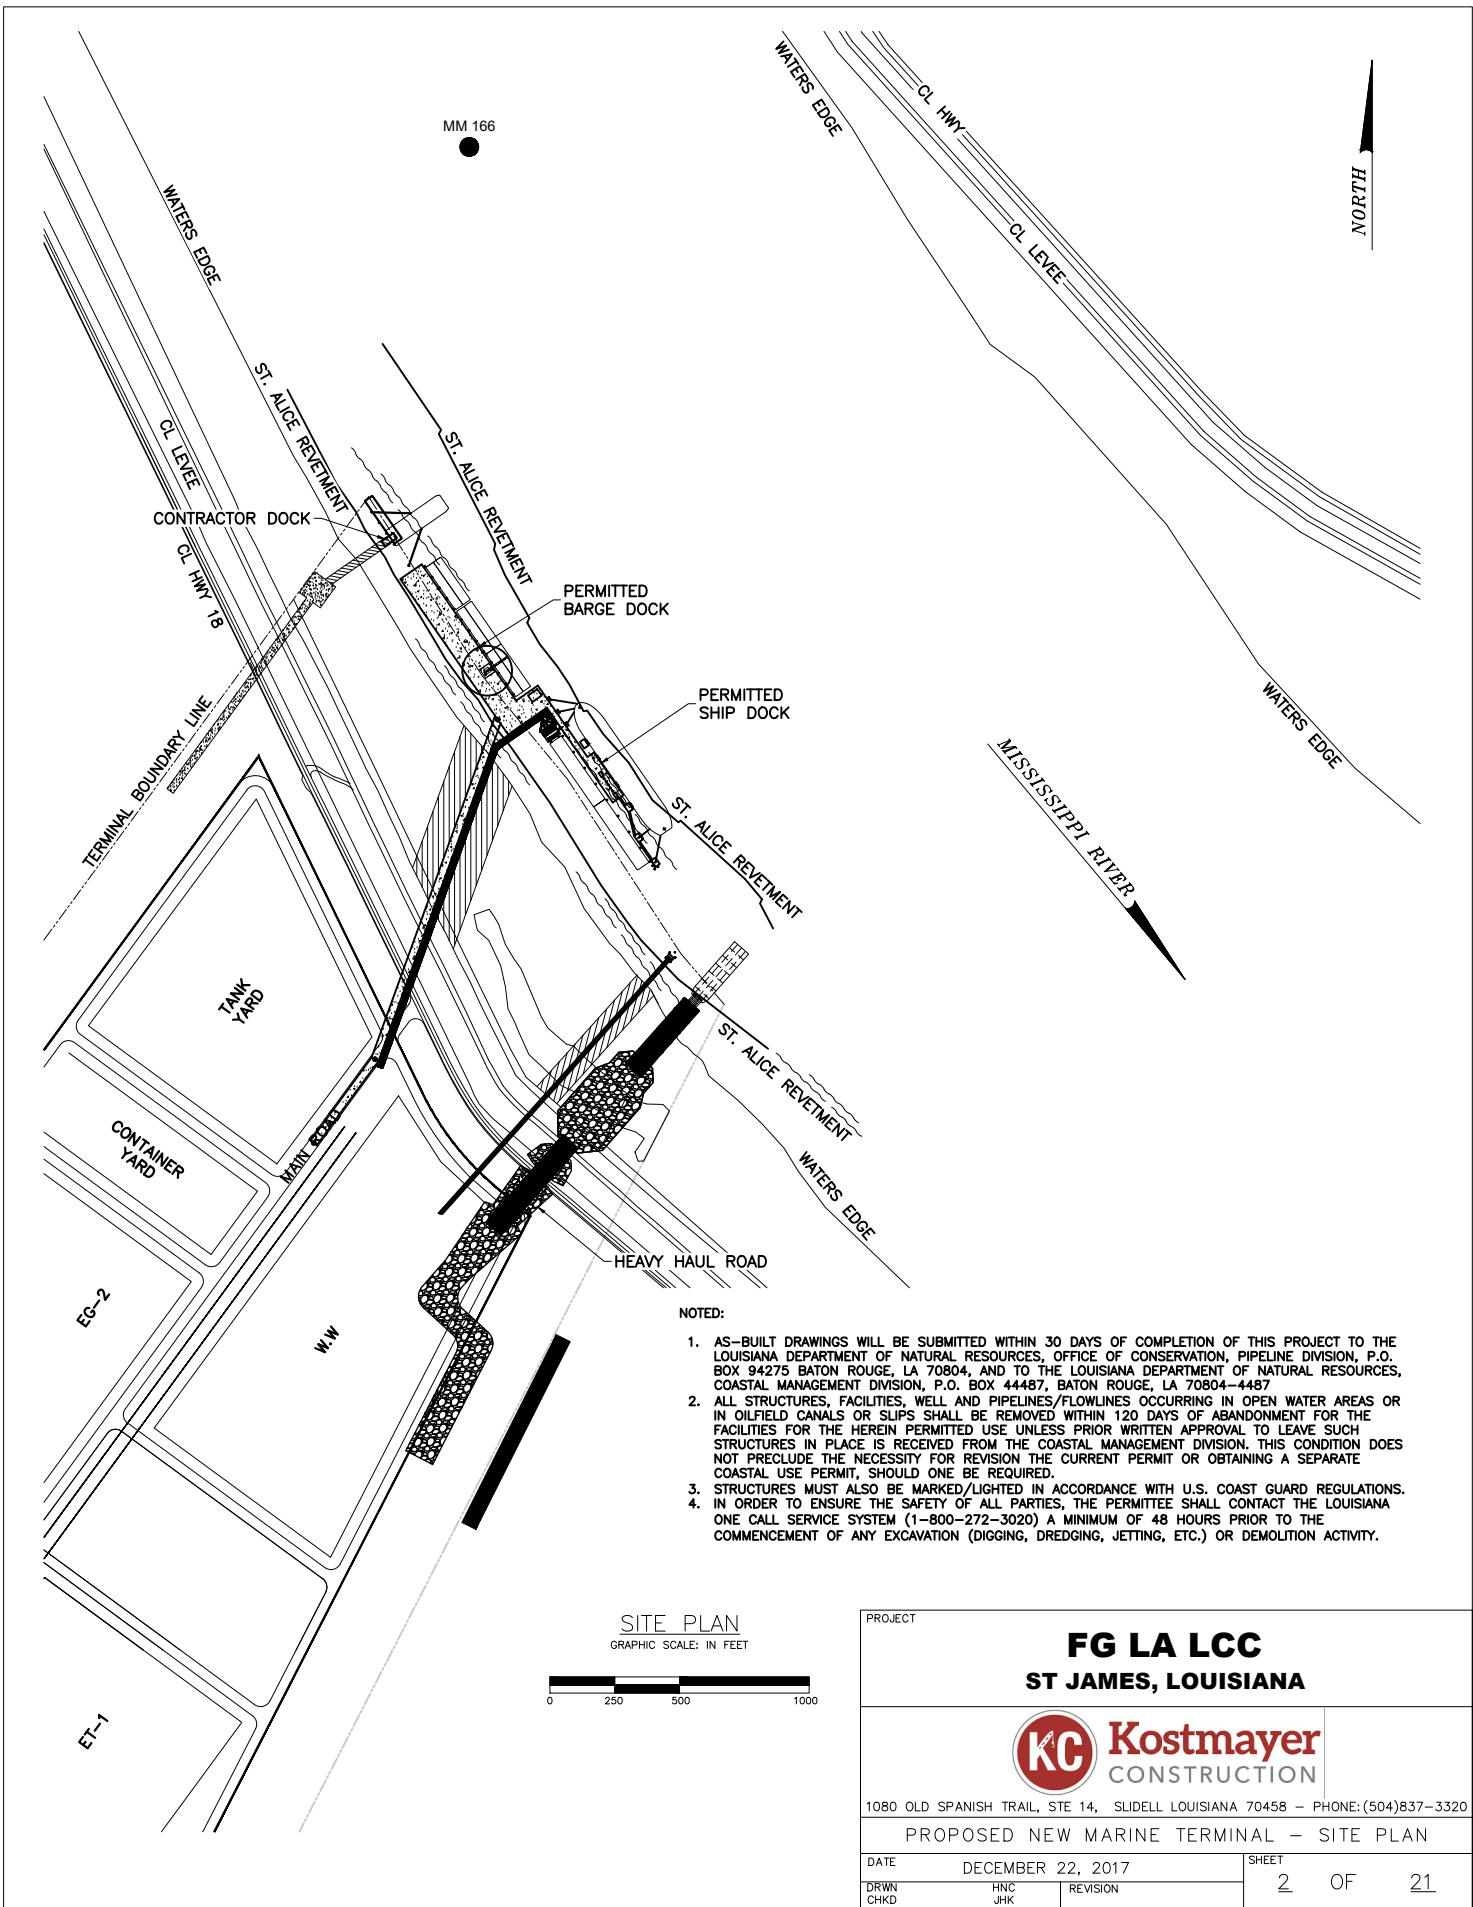 MM 166
WATERS EDGE
CL HWY
CL LEVEE
NORTH
WATERS EDGE
ST. ALICE REVETMENT
ST. ALICE REVETMENT
CL LEVEE
CONTRACTOR DOCK
CL HWY 18
PERMITTED
BARGE DOCK
PERMITTED
SHIP DOCK
WATERS EDGE
TERMINAL BOUNDARY LINE
MISSISSIPPI RIVER
ST. ALICE REVETMENT
TANK
YARD
ST. ALICE REVETMENT
CONTAINER
YARD
MAIN ROAD
WATERS EDGE
HEAVY HAUL ROAD
EG-2
W.W
ET-1
NOTED:
1. AS-BUILT DRAWINGS WILL BE SUBMITTED WITHIN 30 DAYS OF COMPLETION OF THIS PROJECT TO THE
LOUISIANA DEPARTMENT OF NATURAL RESOURCES, OFFICE OF CONSERVATION, PIPELINE DIVISION, P.O.
BOX 94275 BATON ROUGE, LA 70804, AND TO THE LOUISIANA DEPARTMENT OF NATURAL RESOURCES,
COASTAL MANAGEMENT DIVISION, P.O. BOX 44487, BATON ROUGE, LA 70804-4487
2. ALL STRUCTURES, FACILITIES, WELL AND PIPELINES/FLOWLINES OCCURRING IN OPEN WATER AREAS OR
IN OILFIELD CANALS OR SLIPS SHALL BE REMOVED WITHIN 120 DAYS OF ABANDONMENT FOR THE
FACILITIES FOR THE HEREIN PERMITTED USE UNLESS PRIOR WRITTEN APPROVAL TO LEAVE SUCH
STRUCTURES IN PLACE IS RECEIVED FROM THE COASTAL MANAGEMENT DIVISION. THIS CONDITION DOES
NOT PRECLUDE THE NECESSITY FOR REVISION THE CURRENT PERMIT OR OBTAINING A SEPARATE
COASTAL USE PERMIT, SHOULD ONE BE REQUIRED.
3. STRUCTURES MUST ALSO BE MARKED/LIGHTED IN ACCORDANCE WITH U.S. COAST GUARD REGULATIONS.
4. IN ORDER TO ENSURE THE SAFETY OF ALL PARTIES, THE PERMITTEE SHALL CONTACT THE LOUISIANA
ONE CALL SERVICE SYSTEM (1-800-272-3020) A MINIMUM OF 48 HOURS PRIOR TO THE
COMMENCEMENT OF ANY EXCAVATION (DIGGING, DREDGING, JETTING, ETC.) OR DEMOLITION ACTIVITY.
SITE PLAN
GRAPHIC SCALE: IN FEET
0 250 500 1000
PROJECT
FG LA LCC
ST JAMES, LOUISIANA
KC Kostmayer
CONSTRUCTION
1080 OLD SPANISH TRAIL, STE 14, SLIDELL LOUISIANA 70458 - PHONE:(504)837-3320
PROPOSED NEW MARINE TERMINAL - SITE PLAN
DATE DECEMBER 22, 2017
SHEET 2 OF 21
DRWN HNC REVISION
CHKD JHK